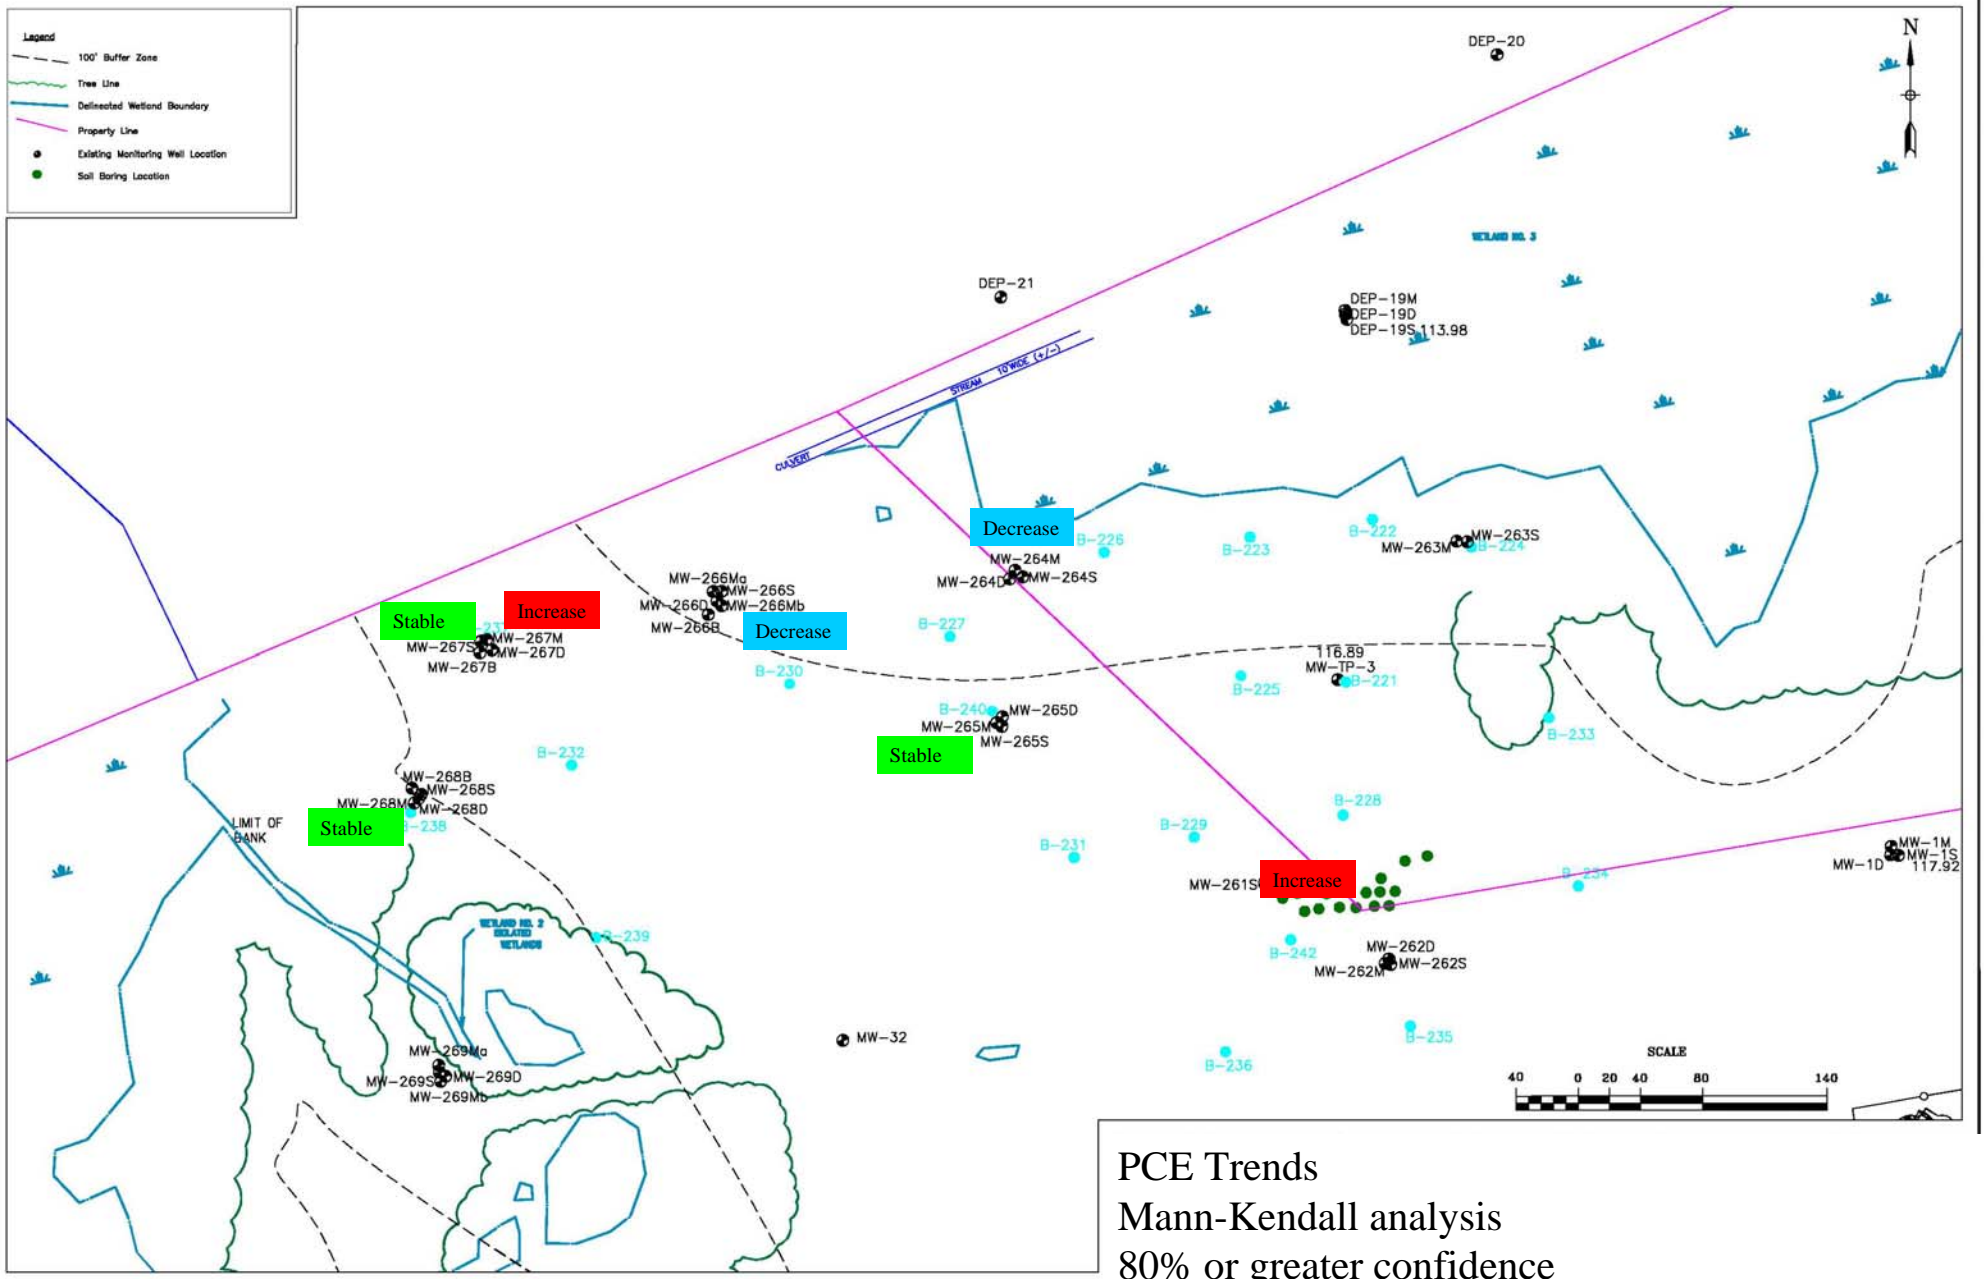 Legend
100' Buffer Zone
Tree Line
Delineated Wetland Boundary
Property Line
Existing Monitoring Well Location
Soil Boring Location
N
DEP-20
WETLAND NO. 3
DEP-21
DEP-19M
DEP-19D
DEP-19S 113.98
STREAM 10'WIDE (+/-)
CULVERT
Decrease
B-226
B-223
B-222
MW-263S
MW-263M
B-224
MW-264M
MW-264D
MW-264S
MW-266Ma
MW-266S
MW-266D
MW-266Mb
MW-266B
Decrease
Stable
Increase
MW-267M
MW-267S
MW-267D
MW-267B
B-227
B-230
116.89
MW-TP-3
B-221
B-225
B-240
MW-265D
MW-265M
MW-265S
Stable
B-233
B-232
MW-268B
MW-268S
MW-268M
MW-268D
Stable
B-238
LIMIT OF
BANK
B-228
B-229
B-231
MW-261S
Increase
B-234
MW-1M
MW-1D
MW-1S
117.92
WETLAND NO. 2
ISOLATED
WETLANDS
B-239
B-242
MW-262D
MW-262M
MW-262S
MW-32
B-235
B-236
MW-269Ma
MW-269S
MW-269D
MW-269Mb
SCALE
40 0 20 40 80 140
PCE Trends
Mann-Kendall analysis
80% or greater confidence